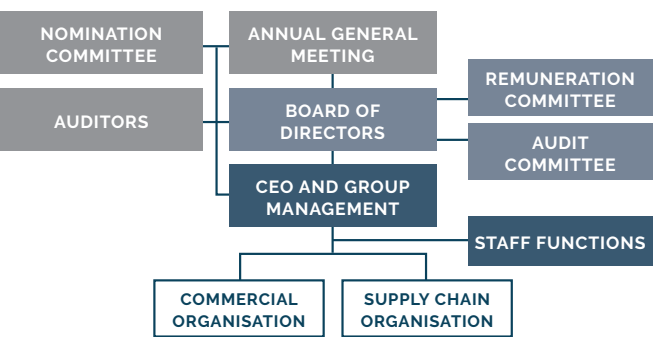 NOMINATION
COMMITTEE
ANNUAL GENERAL
MEETING
AUDITORS
BOARD OF
DIRECTORS
REMUNERATION
COMMITTEE
AUDIT
COMMITTEE
CEO AND GROUP
MANAGEMENT
STAFF FUNCTIONS
COMMERCIAL
ORGANISATION
SUPPLY CHAIN
ORGANISATION